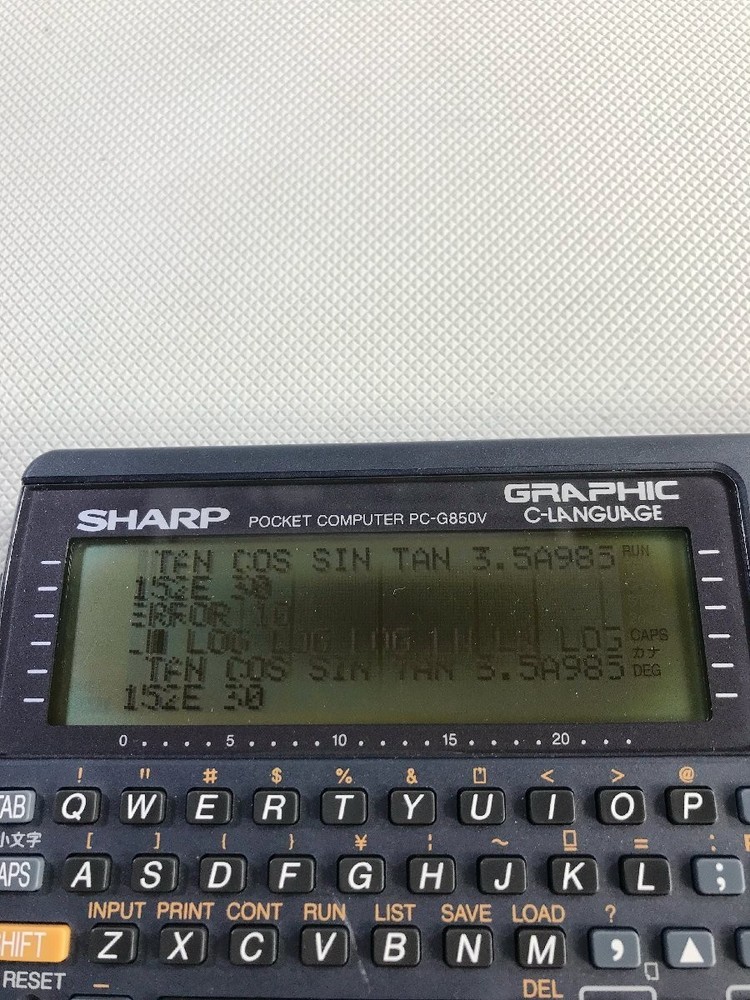 GRAPHIC
SHARP POCKET COMPUTER PC-G850V C-LANGUAGE
TAN COS SIN TAN 3.5A985 RUN
152E 30
ERROR 10
LOG LOG LOG LN LOG CAPS
カナ
TAN COS SIN TAN 3.5A985 DEG
152E 30
0 . . . . 5 . . . . 10 . . . . 15 . . . . 20 . . .
! " # $ % & < > @
TAB Q W E R T Y U I O P
小文字 [ ] { } ¥ ¦ ~ = :
CAPS A S D F G H J K L ;
INPUT PRINT CONT RUN LIST SAVE LOAD ?
SHIFT Z X C V B N M , ▲
RESET _
DEL